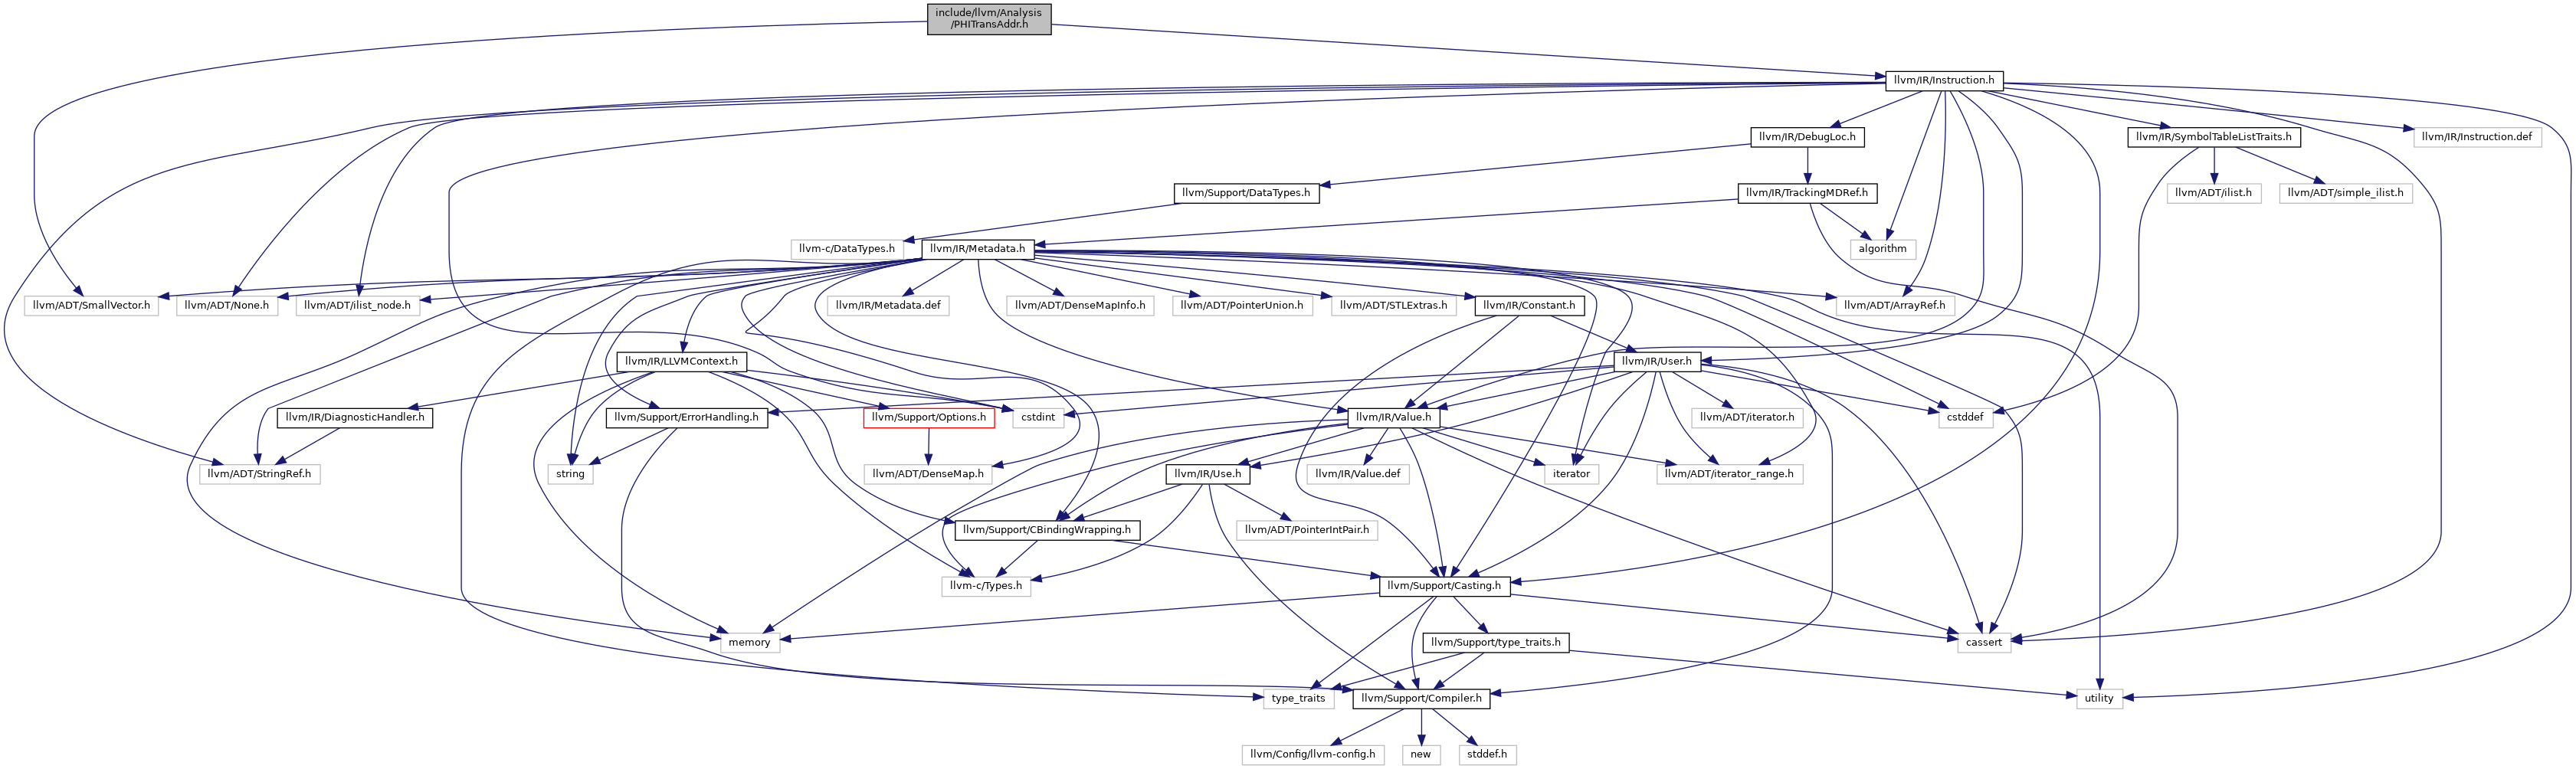 include/llvm/Analysis
/PHITransAddr.h
llvm/IR/Instruction.h
llvm/IR/DebugLoc.h
llvm/IR/SymbolTableListTraits.h
llvm/IR/Instruction.def
llvm/Support/DataTypes.h
llvm/IR/TrackingMDRef.h
llvm/ADT/ilist.h
llvm/ADT/simple_ilist.h
llvm-c/DataTypes.h
llvm/IR/Metadata.h
algorithm
llvm/ADT/SmallVector.h
llvm/ADT/None.h
llvm/ADT/ilist_node.h
llvm/IR/Metadata.def
llvm/ADT/DenseMapInfo.h
llvm/ADT/PointerUnion.h
llvm/ADT/STLExtras.h
llvm/IR/Constant.h
llvm/ADT/ArrayRef.h
llvm/IR/LLVMContext.h
llvm/IR/User.h
llvm/IR/DiagnosticHandler.h
llvm/Support/ErrorHandling.h
llvm/Support/Options.h
cstdint
llvm/IR/Value.h
llvm/ADT/iterator.h
cstddef
llvm/ADT/StringRef.h
string
llvm/ADT/DenseMap.h
llvm/IR/Use.h
llvm/IR/Value.def
iterator
llvm/ADT/iterator_range.h
llvm/Support/CBindingWrapping.h
llvm/ADT/PointerIntPair.h
llvm-c/Types.h
llvm/Support/Casting.h
memory
llvm/Support/type_traits.h
cassert
type_traits
llvm/Support/Compiler.h
utility
llvm/Config/llvm-config.h
new
stddef.h